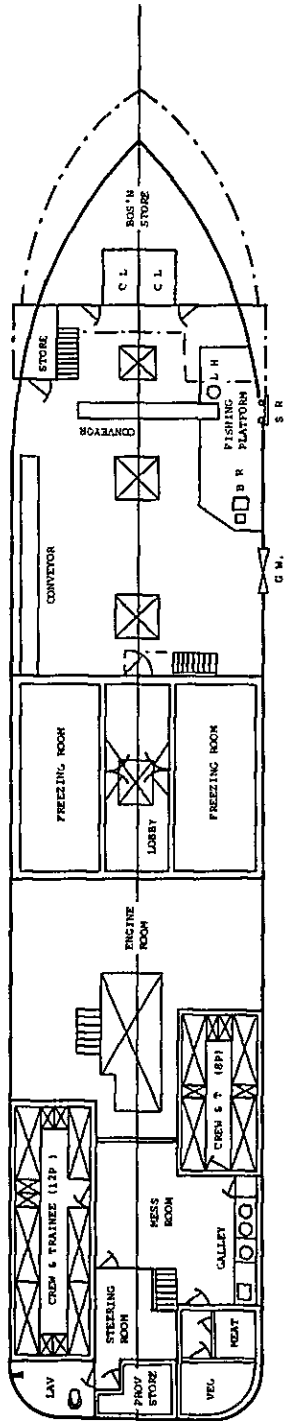 BOS'N
STORE
C L
C L
STORE
L H
FISHING
PLATFORM
S R
B R
CONVEYOR
CONVEYOR
G W.
FREEZING ROOM
LOBBY
FREEZING ROOM
ENGINE
ROOM
CREW & TRAINEE (12P)
CREW & T (8P)
MESS
ROOM
GALLEY
STEERING
ROOM
MEAT
LAV
PROV
STORE
VEG